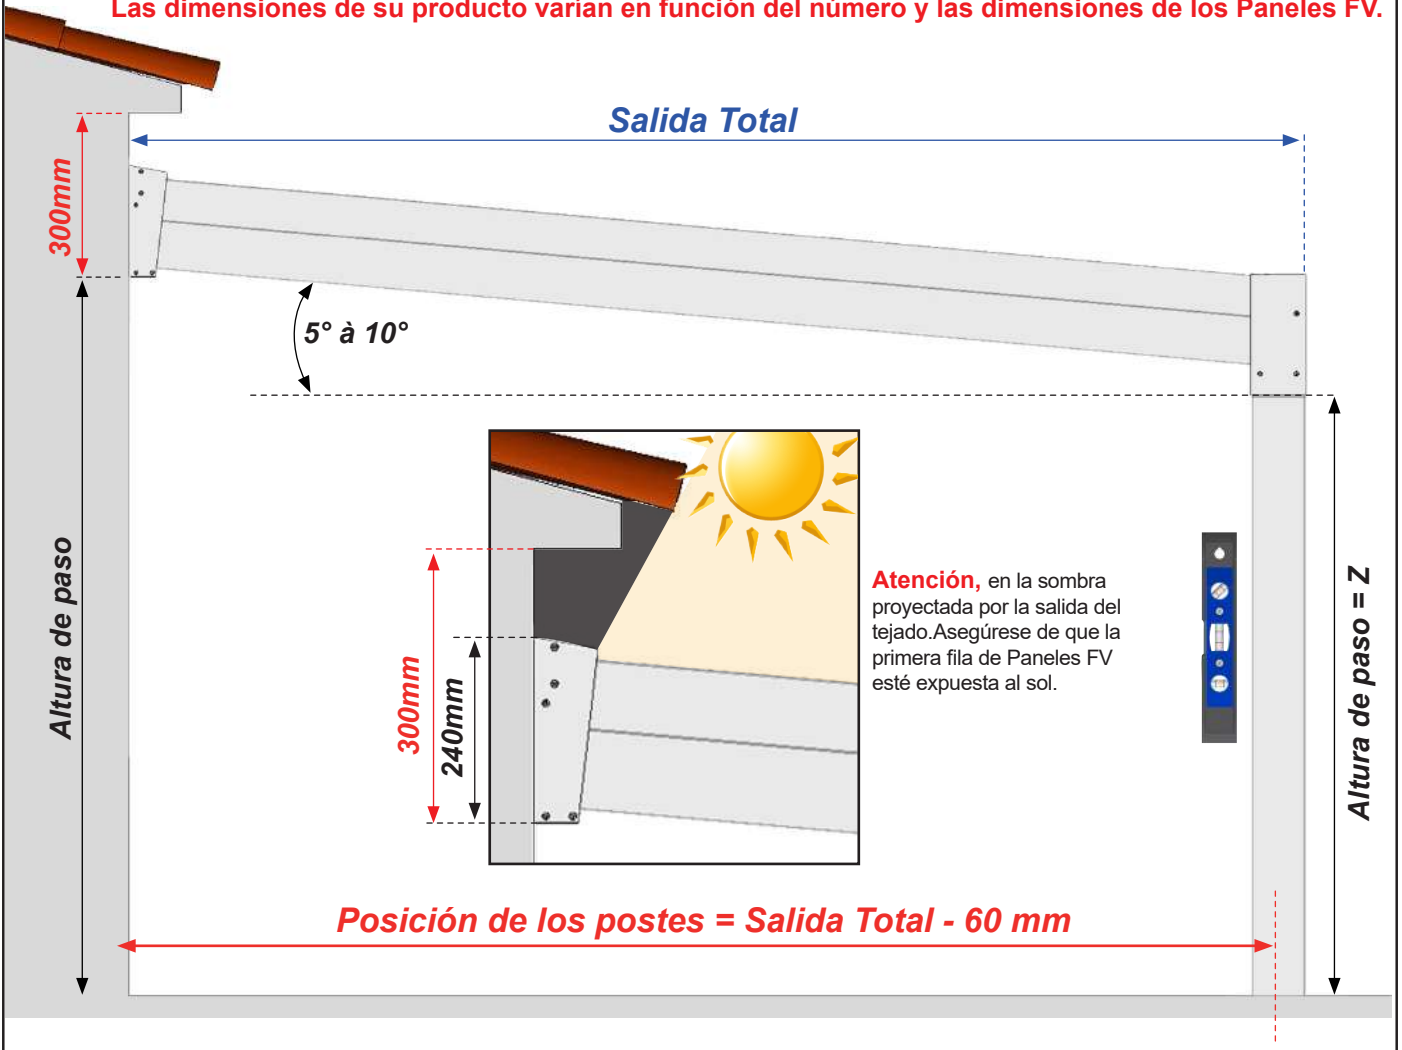 Las dimensiones de su producto varían en función del número y las dimensiones de los Paneles FV.
Salida Total
300mm
5° à 10°
Altura de paso
300mm
240mm
Atención, en la sombra
proyectada por la salida del
tejado.Asegúrese de que la
primera fila de Paneles FV
esté expuesta al sol.
Altura de paso = Z
Posición de los postes = Salida Total - 60 mm